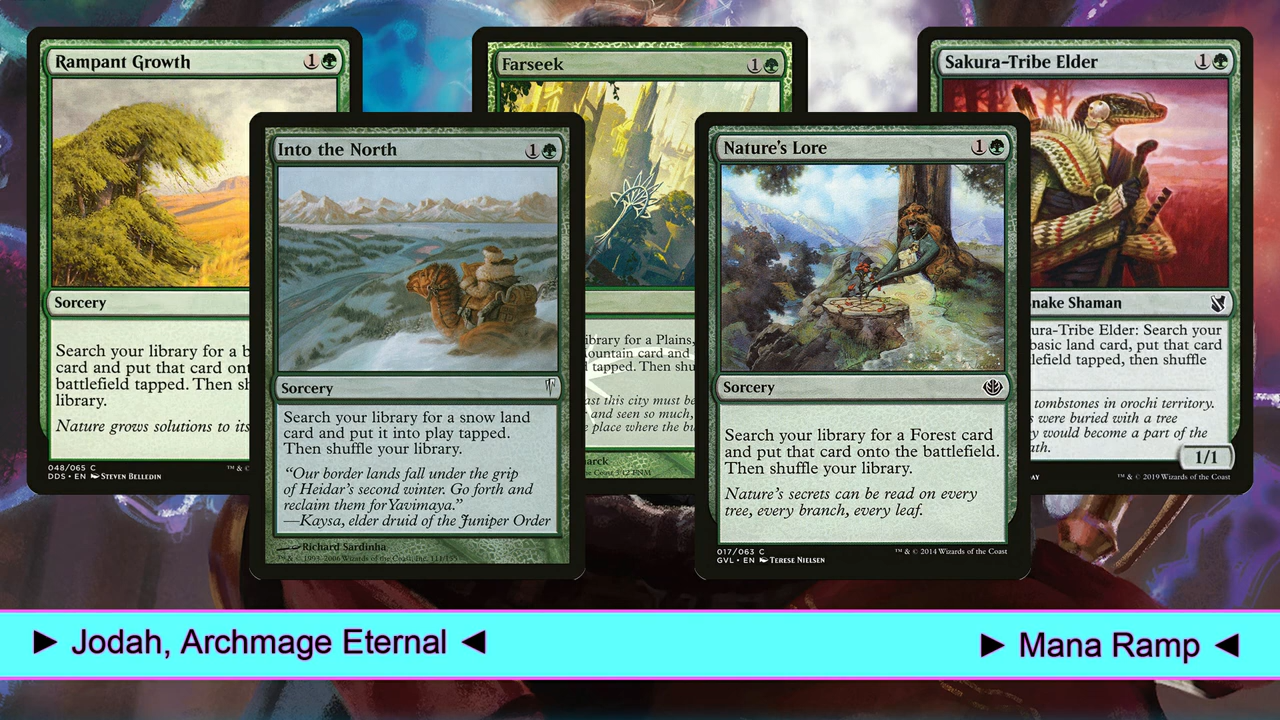 Rampant Growth
Sorcery
Search your library for a b
card and put that card ont
battlefield tapped. Then sh
library.
Nature grows solutions to its
048/065 C
DDS • EN STEVEN BELLEDIN
™ & ©
Into the North
1
Sorcery
Search your library for a snow land
card and put it into play tapped.
Then shuffle your library.
“Our border lands fall under the grip
of Heidar's second winter. Go forth and
reclaim them for Yavimaya.”
—Kaysa, elder druid of the Juniper Order
Richard Sardinha
Farseek
1
library for a Plains,
ountain card and
l tapped. Then shu
ast this city must be
and seen so much,
e place where the bu
Nature's Lore
1
Sorcery
Search your library for a Forest card
and put that card onto the battlefield.
Then shuffle your library.
Nature's secrets can be read on every
tree, every branch, every leaf.
017/063 C
GVL • EN TERESE NIELSEN
™ & © 2014 Wizards of the Coast
Sakura-Tribe Elder
1
nake Shaman
ura-Tribe Elder: Search your
basic land card, put that card
lefield tapped, then shuffle
tombstones in orochi territory.
s were buried with a tree
y would become a part of the
ath.
1/1
™ & © 2019 Wizards of the Coast
► Jodah, Archmage Eternal ◄
► Mana Ramp ◄